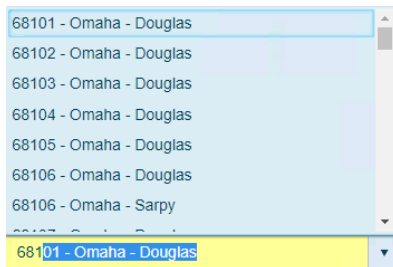 68101 - Omaha - Douglas
68102 - Omaha - Douglas
68103 - Omaha - Douglas
68104 - Omaha - Douglas
68105 - Omaha - Douglas
68106 - Omaha - Douglas
68106 - Omaha - Sarpy
68101 - Omaha - Douglas